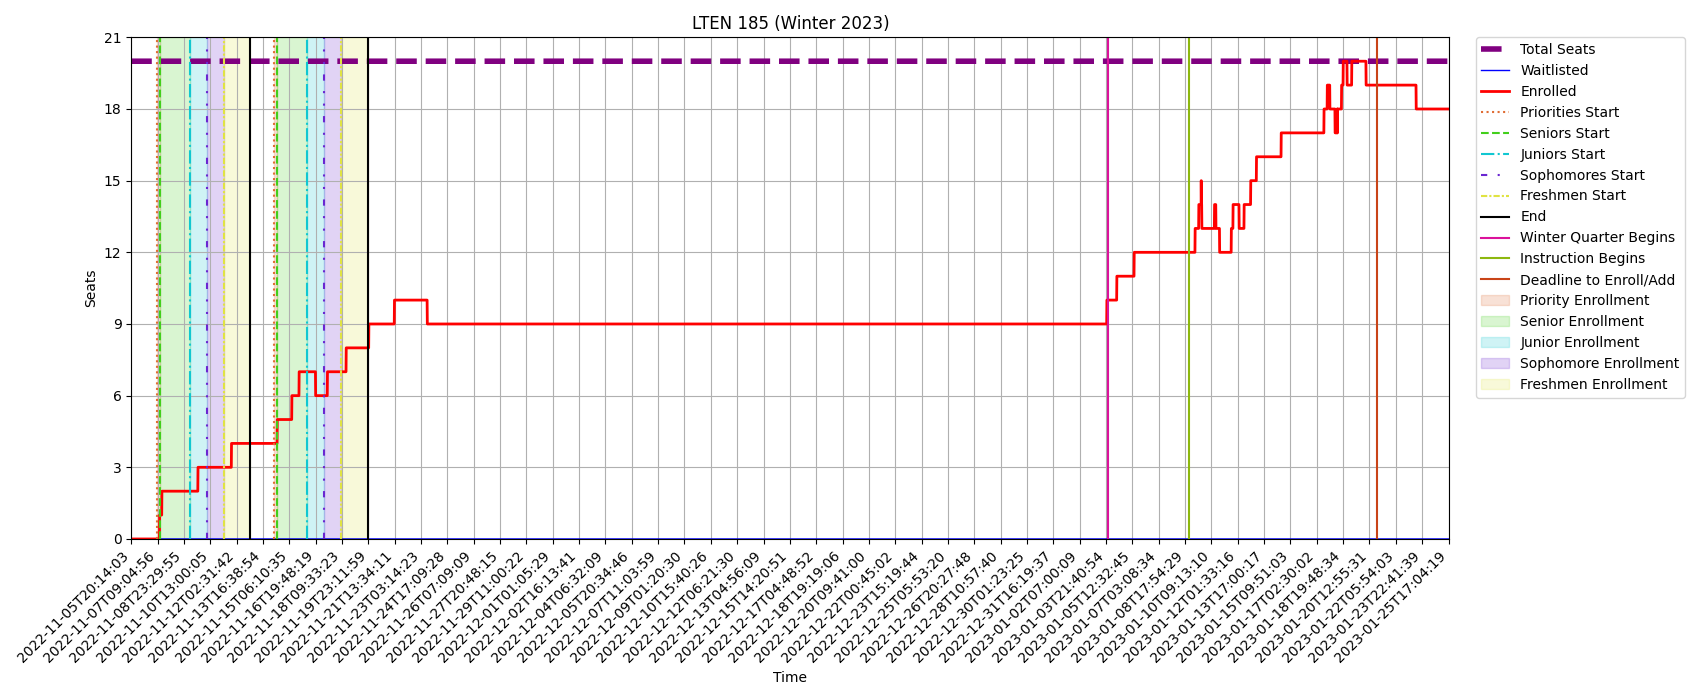 LTEN 185 (Winter 2023)
21
18
15
12
9
6
3
0
Seats
2022-11-05T20:14:03
2022-11-07T09:04:56
2022-11-08T23:29:55
2022-11-10T13:00:05
2022-11-12T02:31:42
2022-11-13T16:38:54
2022-11-15T06:10:35
2022-11-16T19:48:19
2022-11-18T09:33:23
2022-11-19T23:11:59
2022-11-21T13:34:11
2022-11-23T03:14:23
2022-11-24T17:09:28
2022-11-26T07:09:09
2022-11-27T20:48:15
2022-11-29T11:00:22
2022-12-01T01:05:29
2022-12-02T16:13:41
2022-12-04T06:32:09
2022-12-05T20:34:46
2022-12-07T11:03:59
2022-12-09T01:20:30
2022-12-10T15:40:26
2022-12-12T06:21:30
2022-12-13T04:56:09
2022-12-15T14:20:51
2022-12-17T04:48:52
2022-12-18T19:19:06
2022-12-20T09:41:00
2022-12-22T00:45:02
2022-12-23T15:19:44
2022-12-25T05:53:20
2022-12-26T20:27:48
2022-12-28T10:57:40
2022-12-30T01:23:25
2022-12-31T16:19:37
2023-01-02T07:00:09
2023-01-03T21:40:54
2023-01-05T12:32:45
2023-01-07T03:08:34
2023-01-08T17:54:29
2023-01-10T09:13:10
2023-01-12T01:33:16
2023-01-13T17:00:17
2023-01-15T09:51:03
2023-01-17T02:30:02
2023-01-18T19:48:34
2023-01-20T12:55:31
2023-01-22T05:54:03
2023-01-23T22:41:39
2023-01-25T17:04:19
Time
Total Seats
Waitlisted
Enrolled
Priorities Start
Seniors Start
Juniors Start
Sophomores Start
Freshmen Start
End
Winter Quarter Begins
Instruction Begins
Deadline to Enroll/Add
Priority Enrollment
Senior Enrollment
Junior Enrollment
Sophomore Enrollment
Freshmen Enrollment